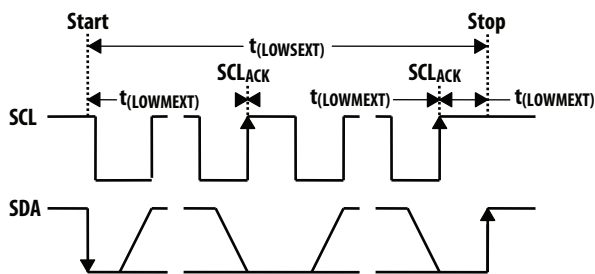 Start Stop
t(LOWSEXT)
SCLACK SCLACK
t(LOWMEXT) t(LOWMEXT) t(LOWMEXT)
SCL
SDA